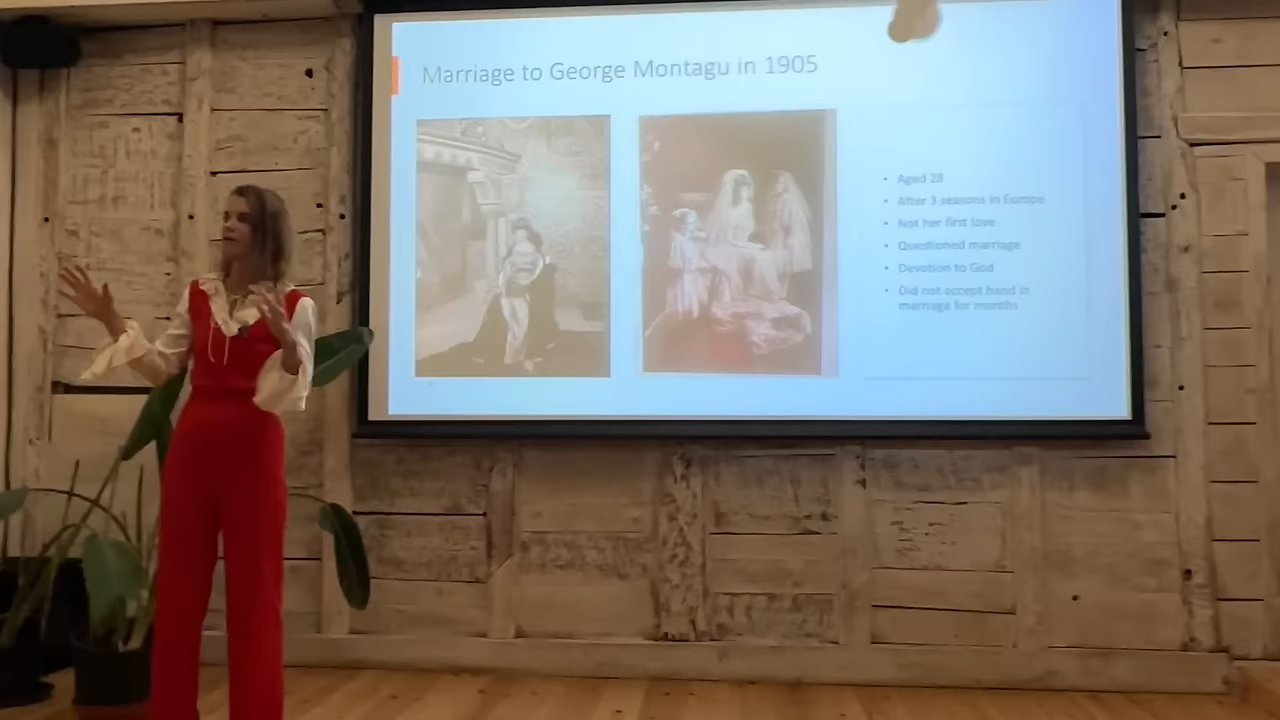 Marriage to George Montagu in 1905
• Aged 28
• After 3 seasons in Europe
• Not her first love
• Questioned marriage
• Devotion to God
• Did not accept hand in
marriage for months